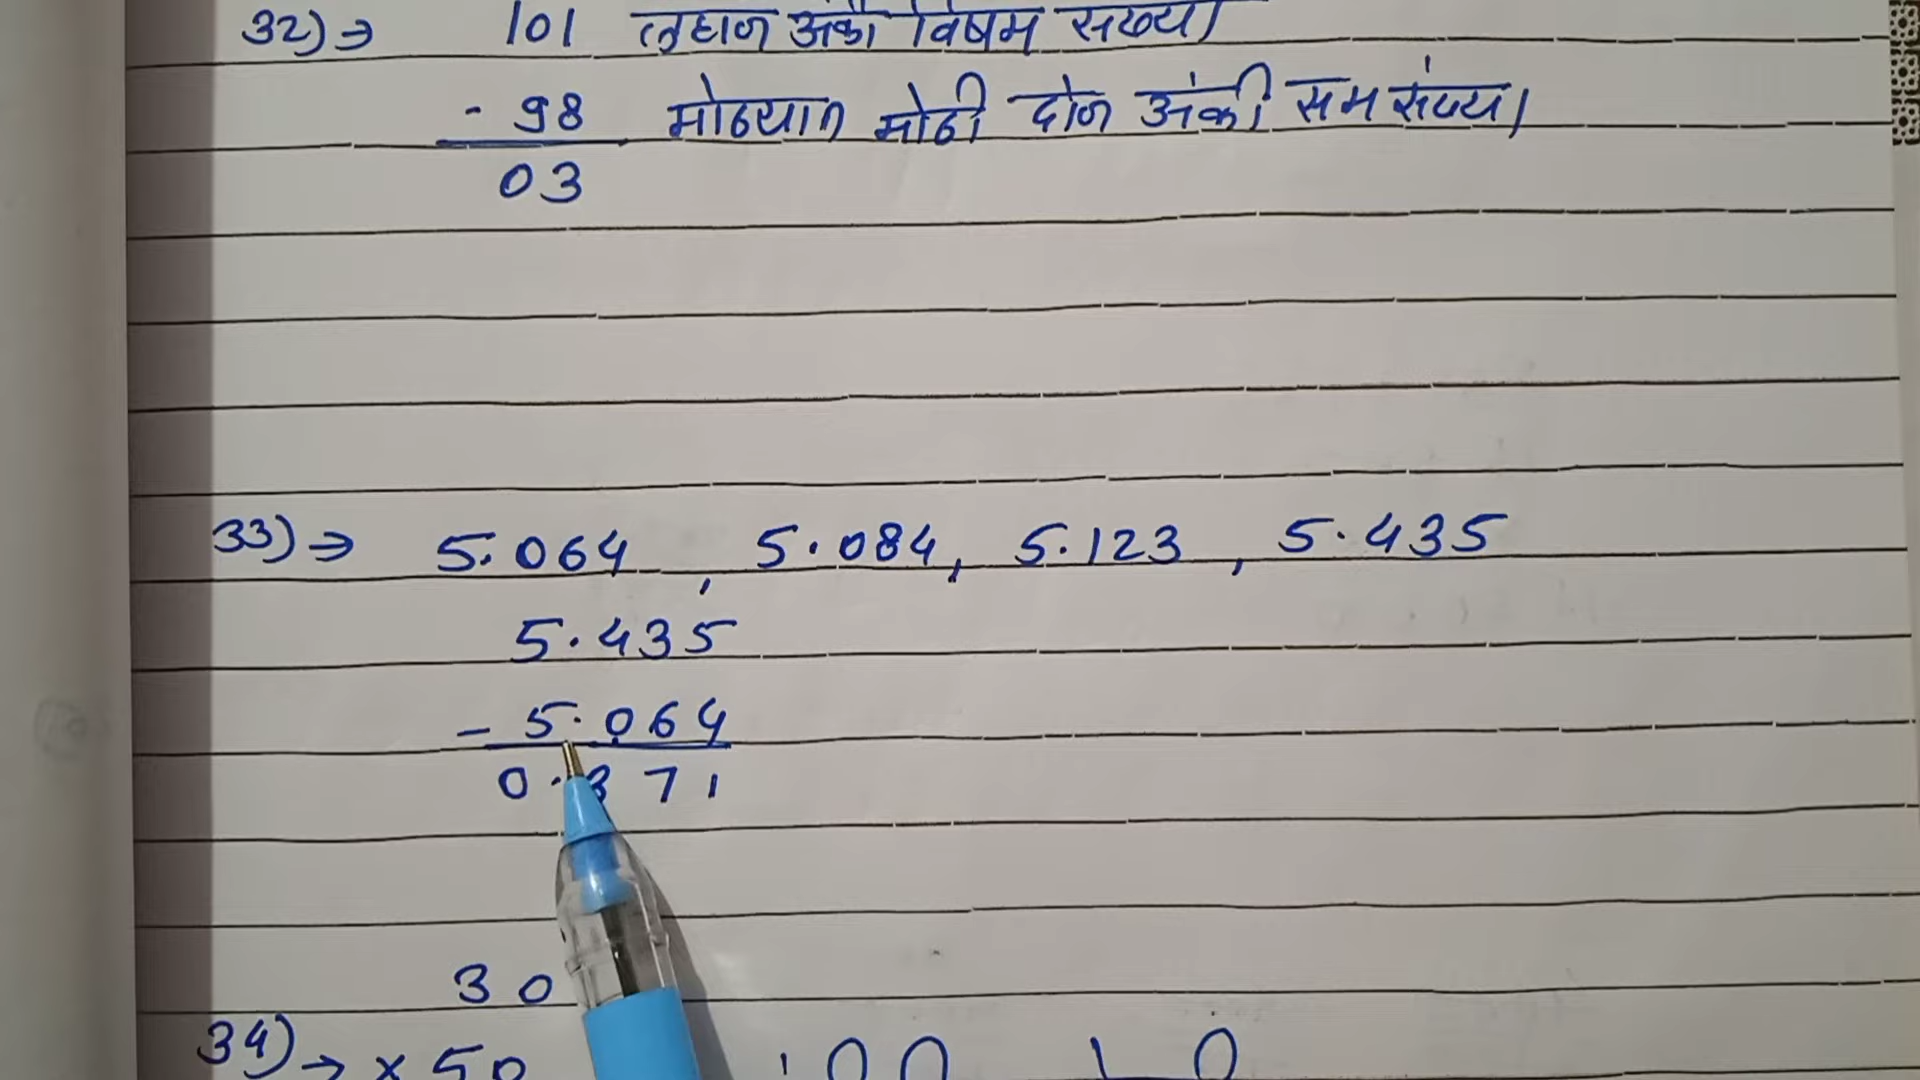 32)→ 101 लहान अंकी विषम संख्या
- 98 मोठयात मोठी दोन अंकी सम संख्या
03
33)→ 5.064, 5.084, 5.123, 5.435
5.435
- 5.064
0.371
30
34)→ x 50